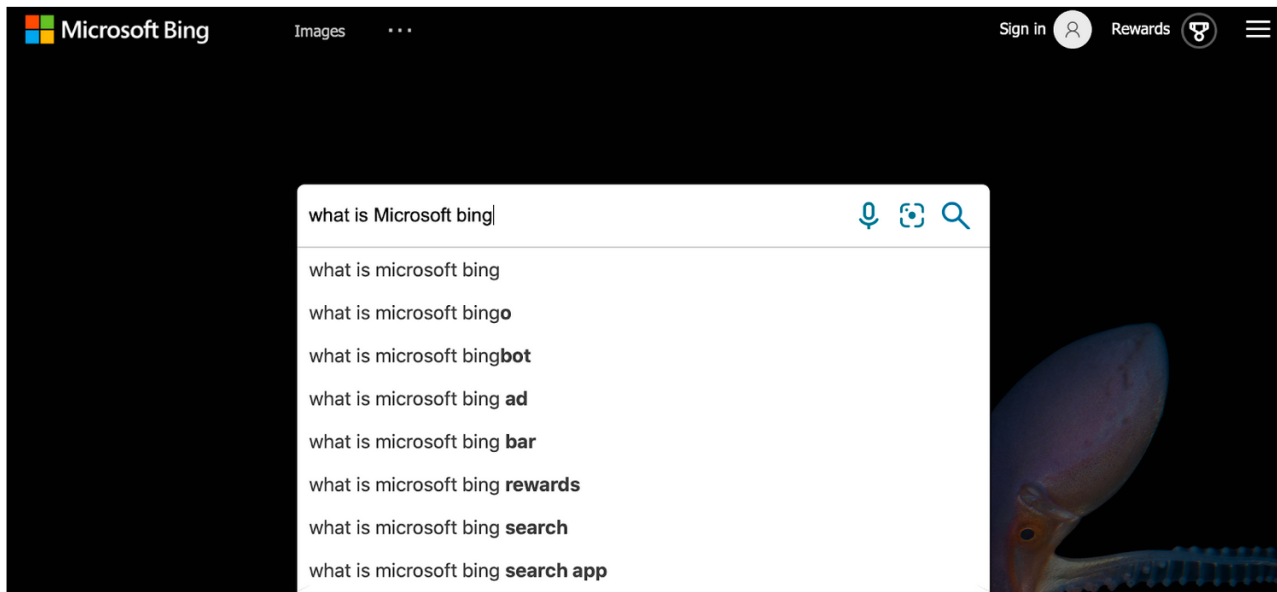 Microsoft Bing Images ... Sign in Rewards
what is Microsoft bing
what is microsoft bing
what is microsoft bingo
what is microsoft bingbot
what is microsoft bing ad
what is microsoft bing bar
what is microsoft bing rewards
what is microsoft bing search
what is microsoft bing search app